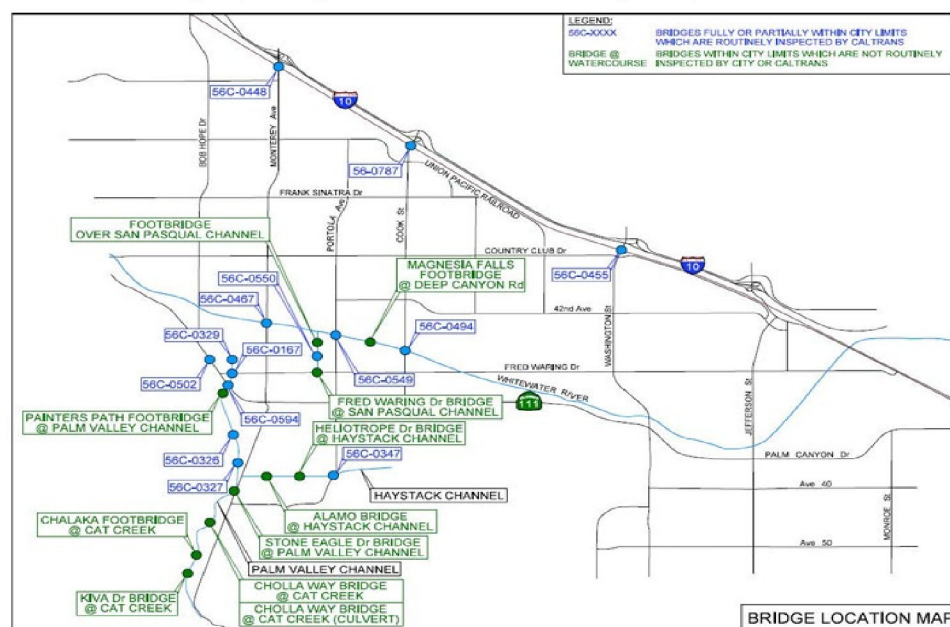 LEGEND:
56C-XXXX BRIDGES FULLY OR PARTIALLY WITHIN CITY LIMITS
WHICH ARE ROUTINELY INSPECTED BY CALTRANS
BRIDGE @ BRIDGES WITHIN CITY LIMITS WHICH ARE NOT ROUTINELY
WATERCOURSE INSPECTED BY CITY OR CALTRANS
56C-0448
10
BOB HOPE Dr
MONTEREY Ave
56-0787
UNION PACIFIC RAILROAD
FRANK SINATRA Dr
PORTOLA Ave
COOK St
FOOTBRIDGE
OVER SAN PASQUAL CHANNEL
COUNTRY CLUB Dr
56C-0550
MAGNESIA FALLS
FOOTBRIDGE
@ DEEP CANYON Rd
56C-0455
10
56C-0467
42nd Ave
56C-0494
WASHINGTON St
56C-0329
56C-0167
FRED WARING Dr
56C-0502
56C-0549
WHITEWATER RIVER
JEFFERSON St
PAINTERS PATH FOOTBRIDGE
@ PALM VALLEY CHANNEL
56C-0594
FRED WARING Dr BRIDGE
@ SAN PASQUAL CHANNEL
111
HELIOTROPE Dr BRIDGE
@ HAYSTACK CHANNEL
56C-0326
56C-0347
PALM CANYON Dr
56C-0327
HAYSTACK CHANNEL
Ave 40
MONROE St
CHALAKA FOOTBRIDGE
@ CAT CREEK
ALAMO BRIDGE
@ HAYSTACK CHANNEL
STONE EAGLE Dr BRIDGE
@ PALM VALLEY CHANNEL
Ave 50
PALM VALLEY CHANNEL
KIVA Dr BRIDGE
@ CAT CREEK
CHOLLA WAY BRIDGE
@ CAT CREEK
CHOLLA WAY BRIDGE
@ CAT CREEK (CULVERT)
BRIDGE LOCATION MAP